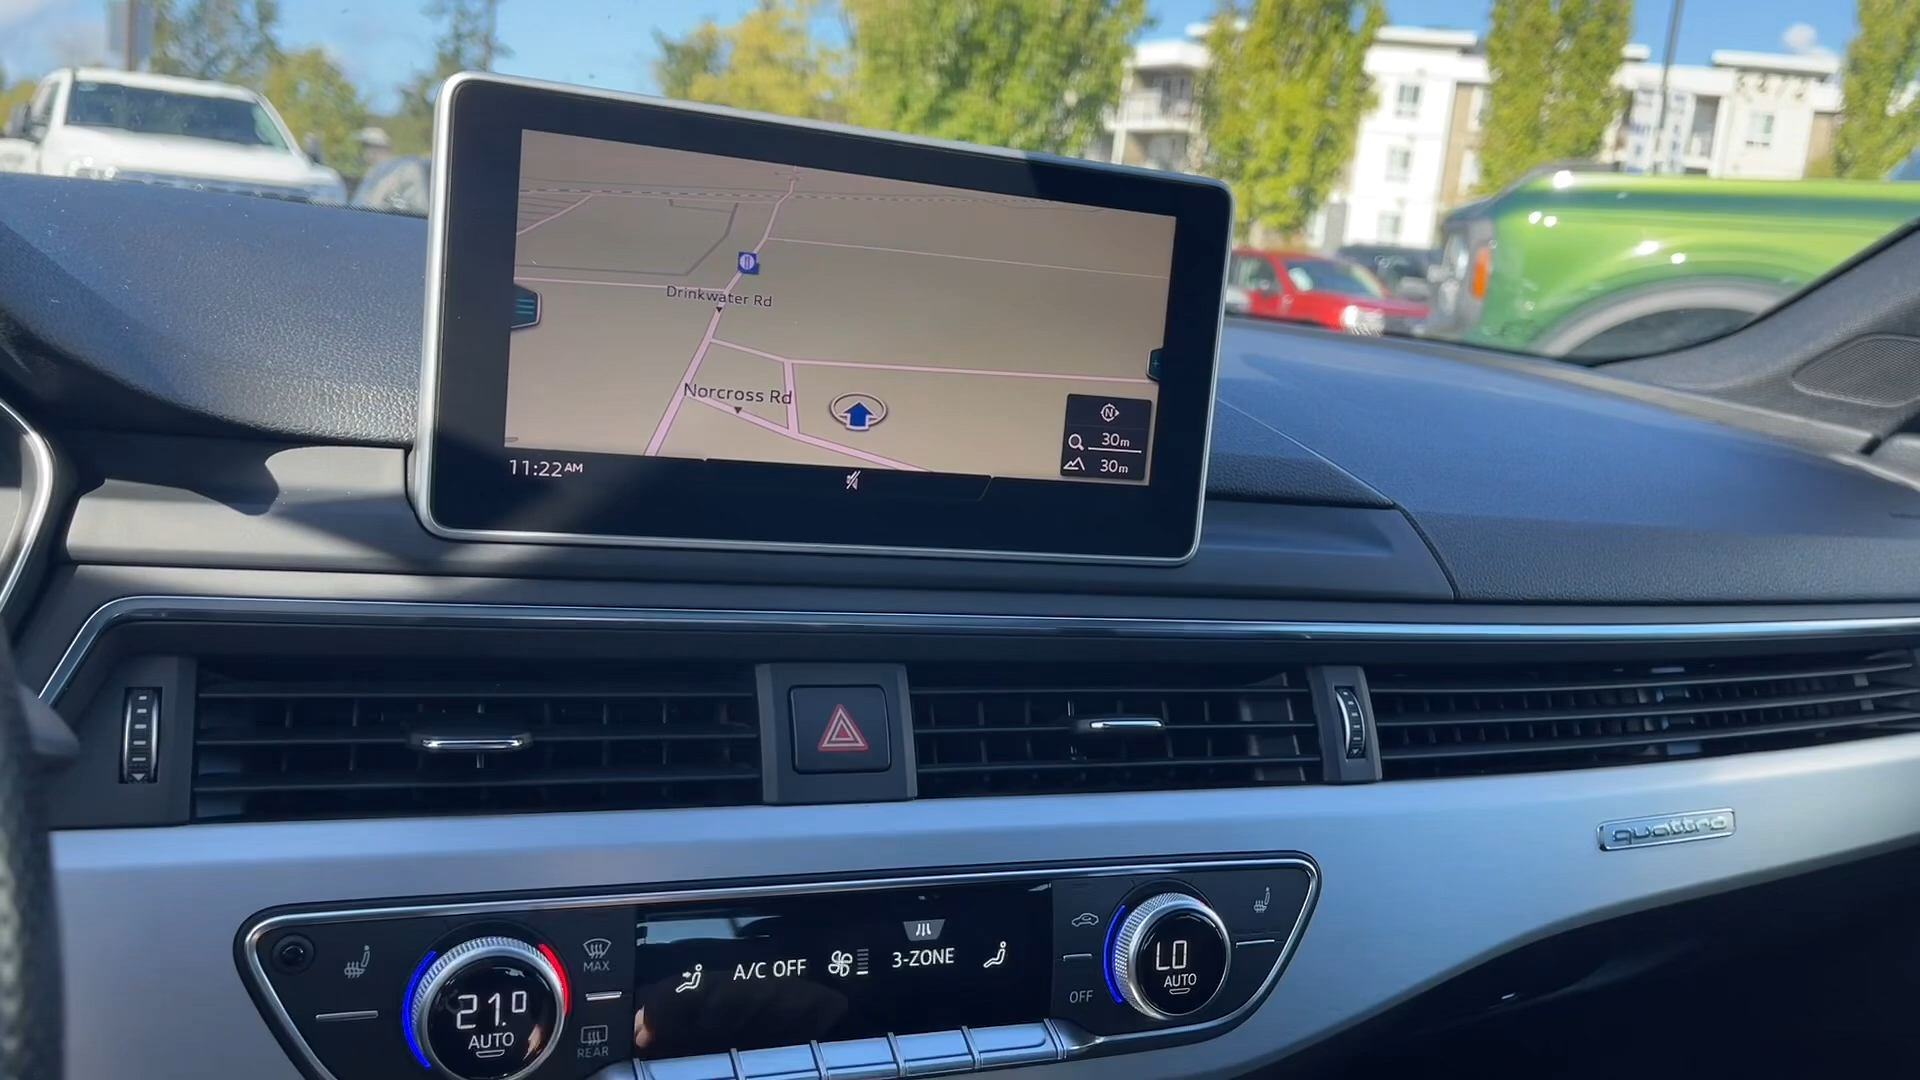 Drinkwater Rd
Norcross Rd
N
30m
30m
11:22AM
quattro
MAX
REAR
21.0
AUTO
A/C OFF
3-ZONE
OFF
LO
AUTO